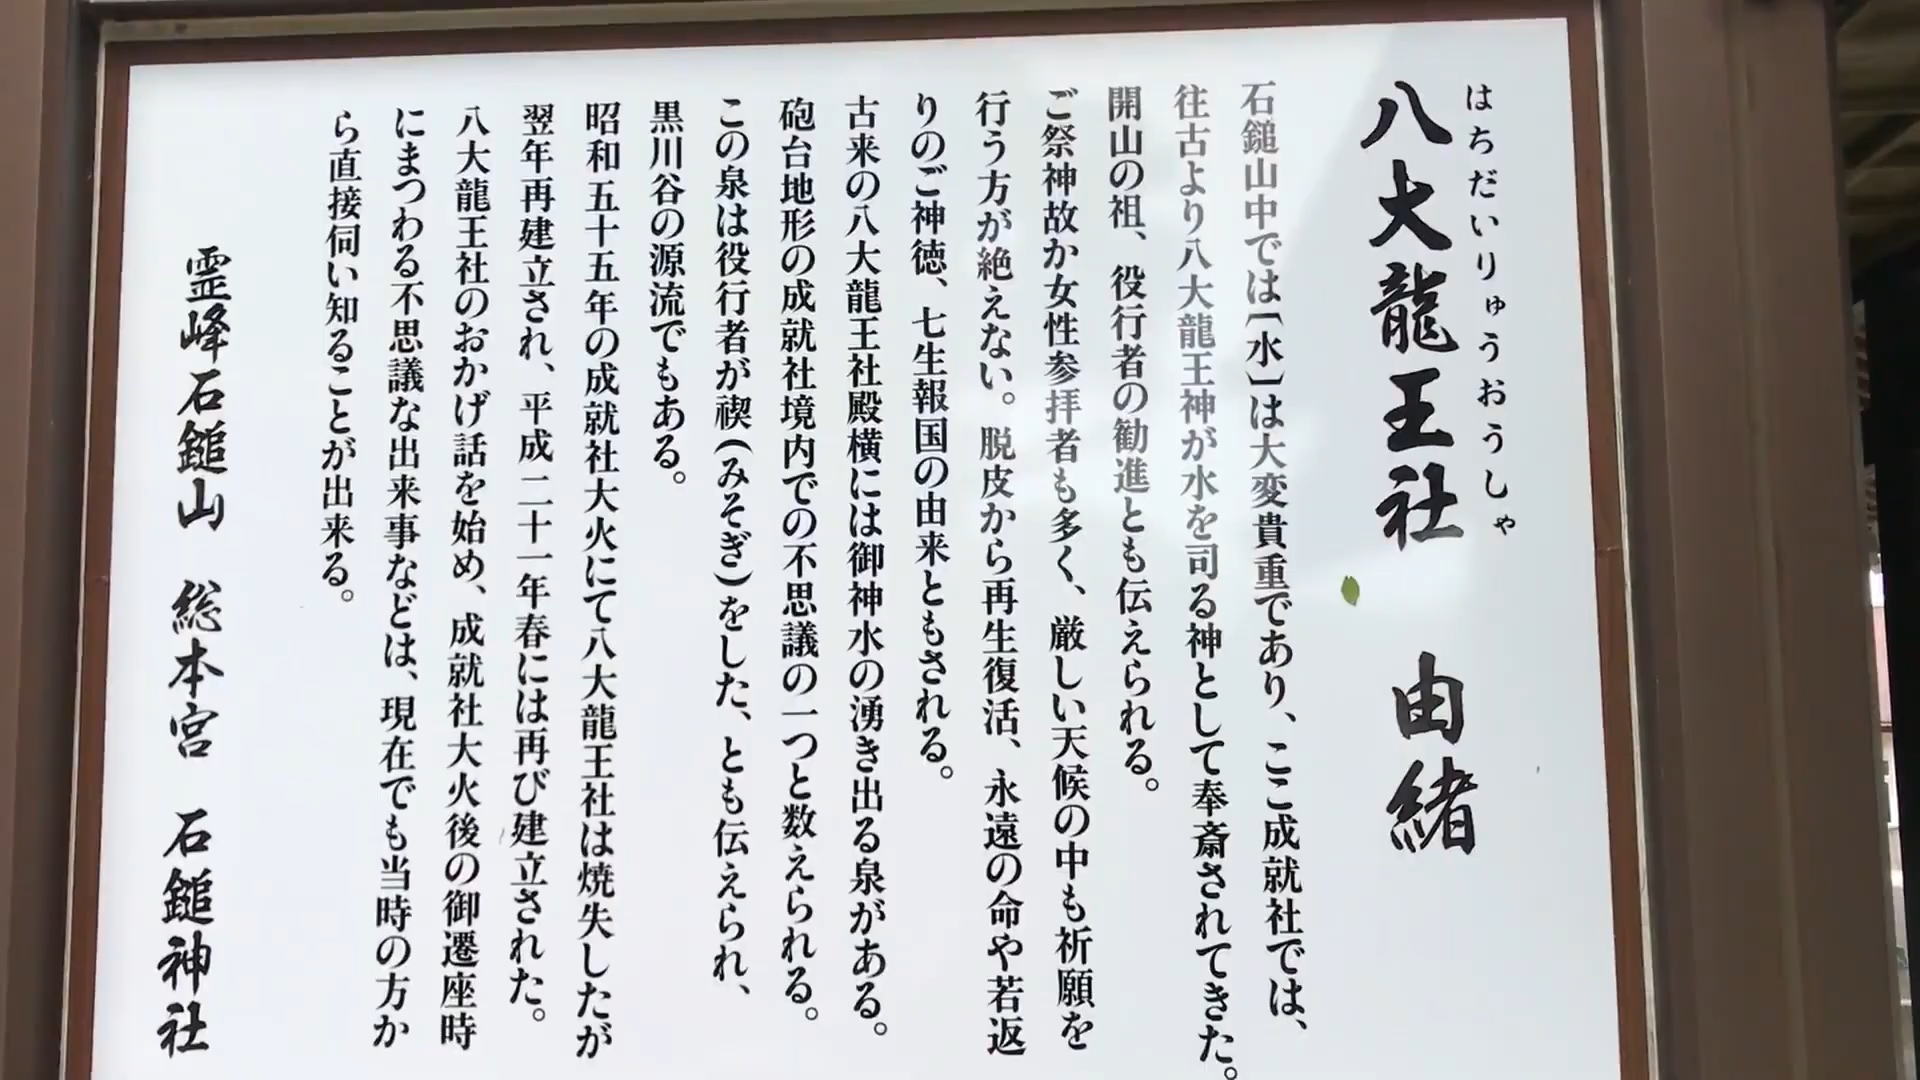 はちだいりゅうおうしゃ
八大龍王社 由緒
石鎚山中では【水】は大変貴重であり、ここ成就社では、
往古より八大龍王神が水を司る神として奉斎されてきた。
開山の祖、役行者の勧進とも伝えられる。
ご祭神故か女性参拝者も多く、厳しい天候の中も祈願を
行う方が絶えない。脱皮から再生復活、永遠の命や若返
りのご神徳、七生報国の由来ともされる。
古来の八大龍王社殿横には御神水の湧き出る泉がある。
砲台地形の成就社境内での不思議の一つと数えられる。
この泉は役行者が禊(みそぎ)をした、とも伝えられ、
黒川谷の源流でもある。
昭和五十五年の成就社大火にて八大龍王社は焼失したが
翌年再建立され、平成二十一年春には再び建立された。
八大龍王社のおかげ話を始め、成就社大火後の御遷座時
にまつわる不思議な出来事などは、現在でも当時の方か
ら直接伺い知ることが出来る。
霊峰石鎚山 総本宮 石鎚神社